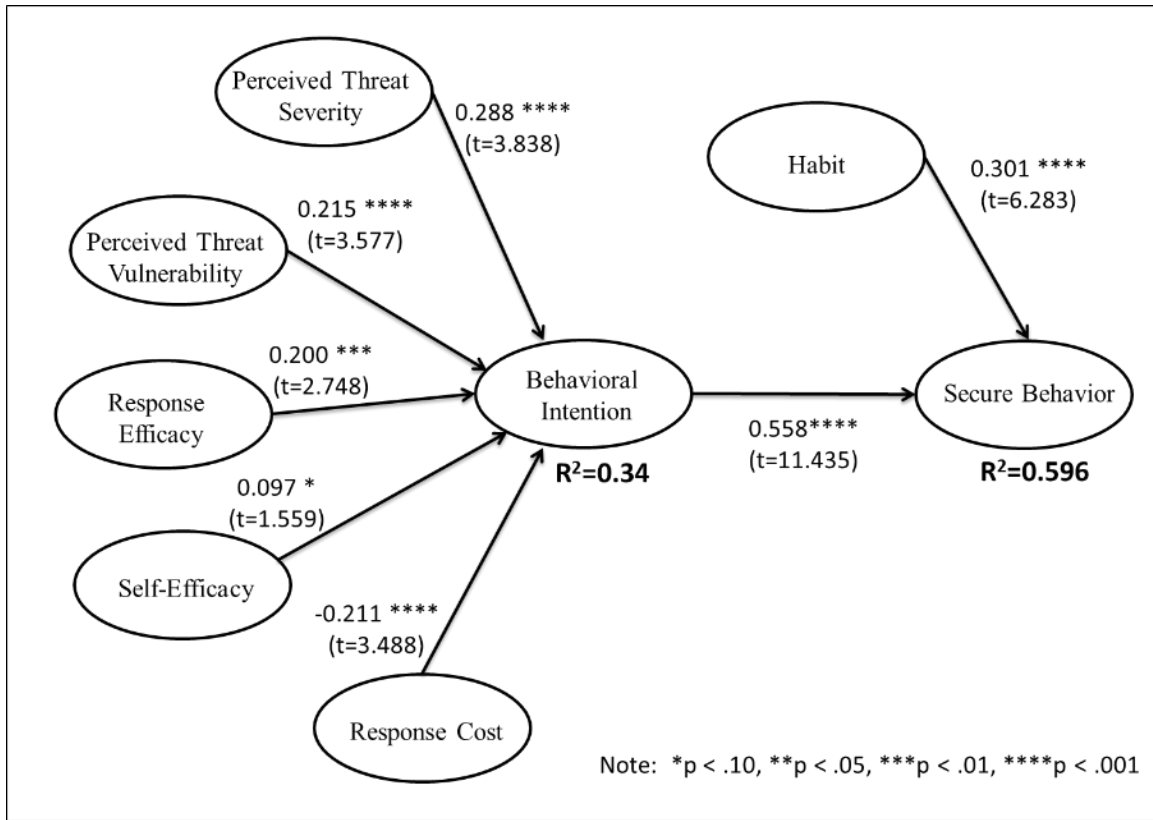 Perceived Threat
Severity
0.288 ****
(t=3.838)
Habit
0.301 ****
(t=6.283)
Perceived Threat
Vulnerability
0.215 ****
(t=3.577)
Response
Efficacy
0.200 ***
(t=2.748)
Behavioral
Intention
R²=0.34
0.558****
(t=11.435)
Secure Behavior
R²=0.596
Self-Efficacy
0.097 *
(t=1.559)
-0.211 ****
(t=3.488)
Response Cost
Note: *p < .10, **p < .05, ***p < .01, ****p < .001